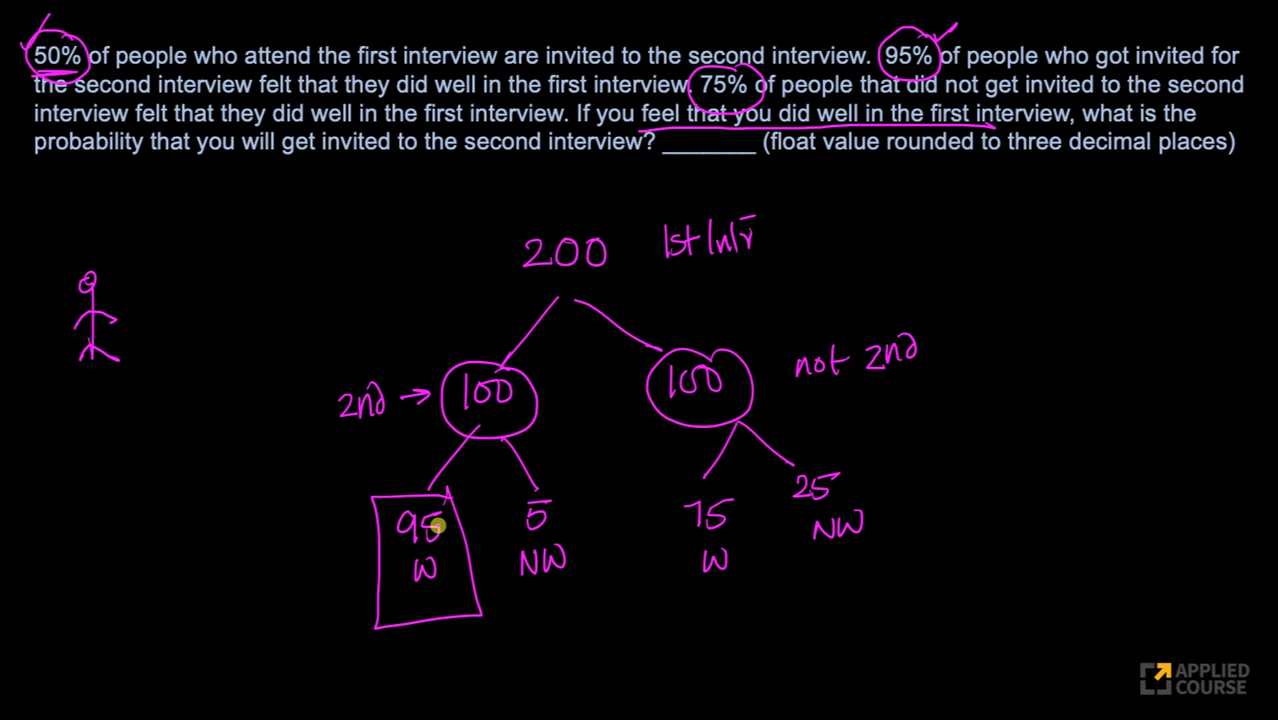 50% of people who attend the first interview are invited to the second interview. 95% of people who got invited for
the second interview felt that they did well in the first interview. 75% of people that did not get invited to the second
interview felt that they did well in the first interview. If you feel that you did well in the first interview, what is the
probability that you will get invited to the second interview? _______ (float value rounded to three decimal places)
200 1st Intr
2nd → 100 100 not 2nd
95 5 75 25
W NW W NW
APPLIED
COURSE